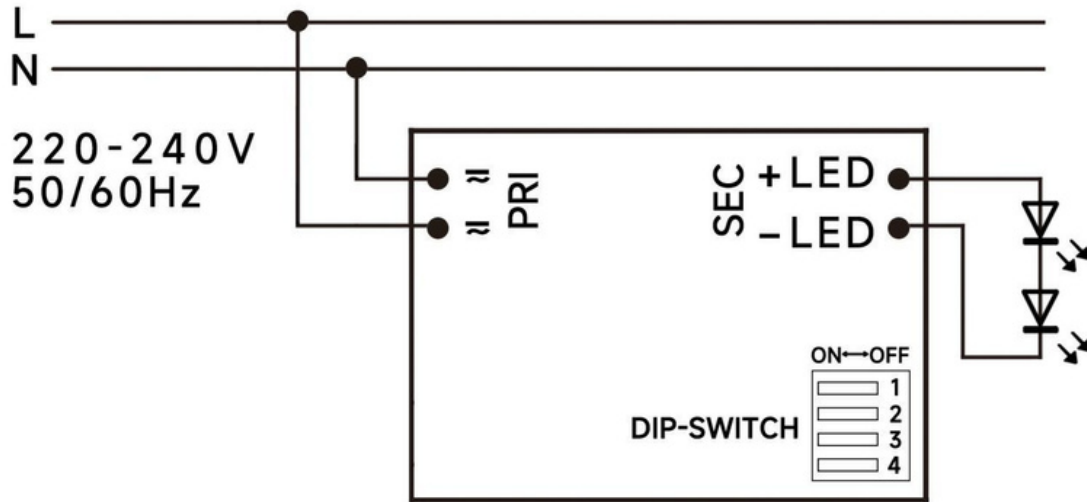 L
N
220-240V
50/60Hz
PRI
SEC
+LED
-LED
ON↔OFF
1
2
3
4
DIP-SWITCH